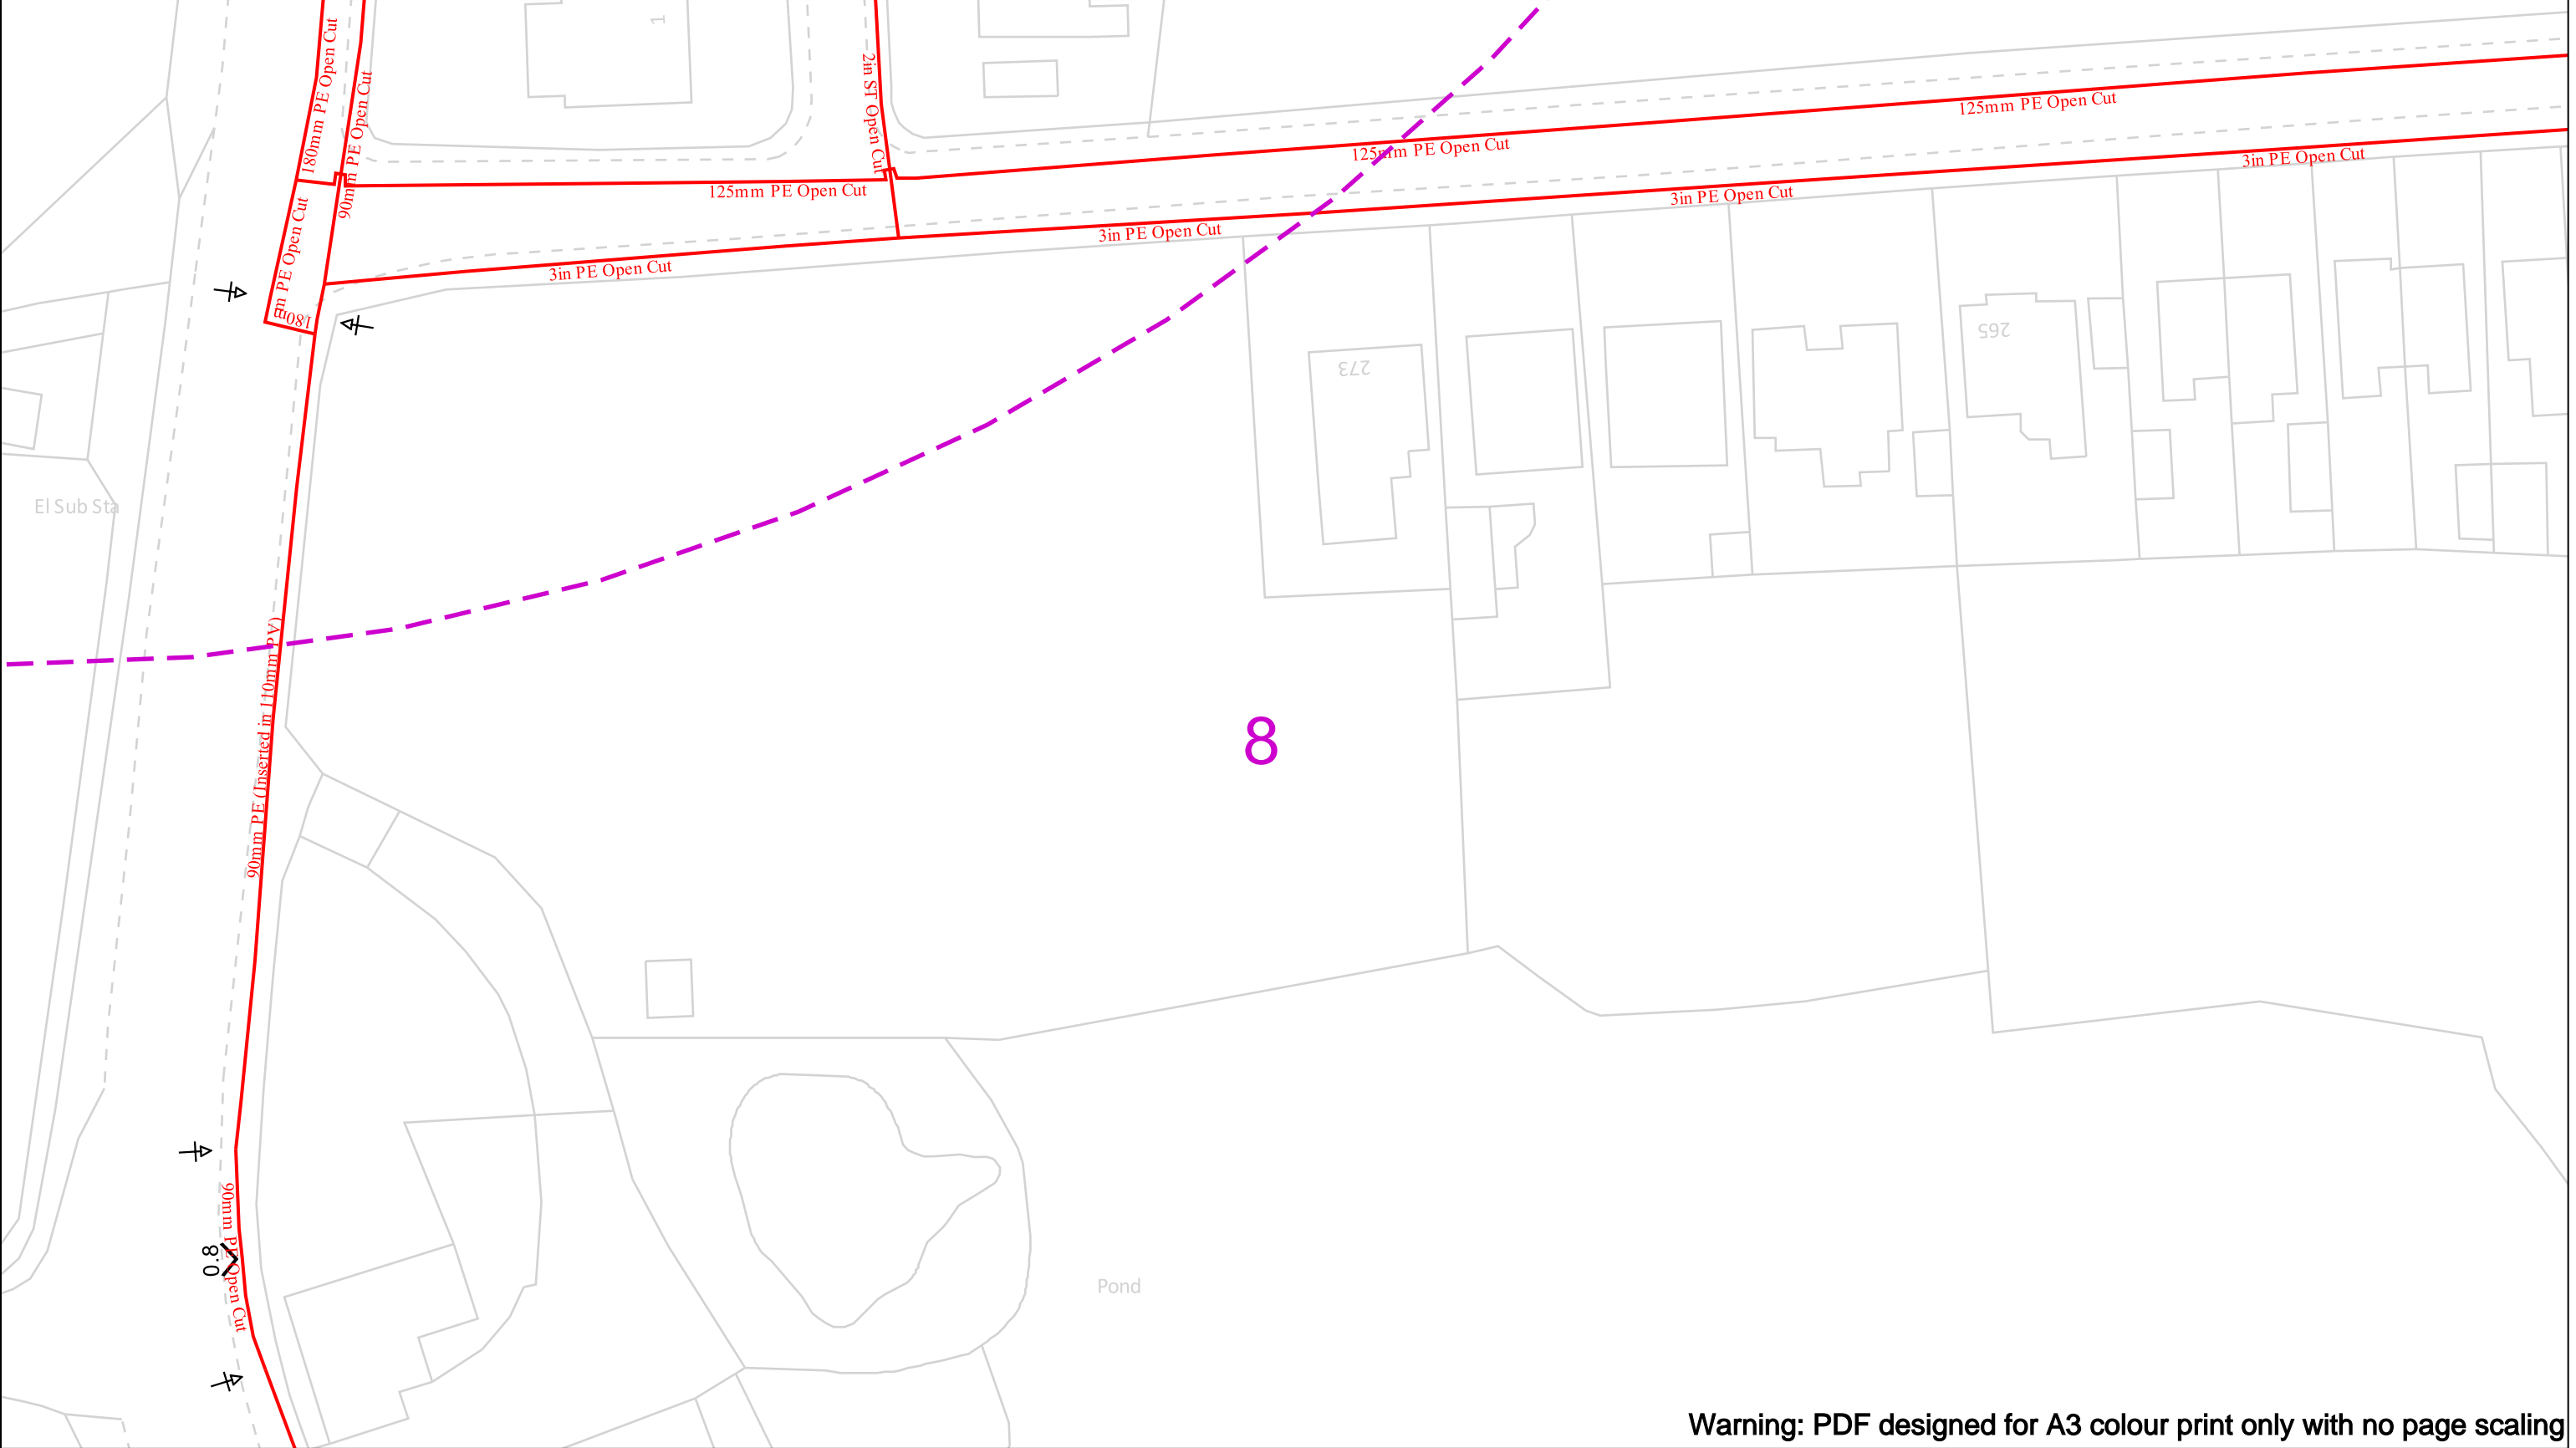 180mm PE Open Cut
1
90mm PE Open Cut
2in ST Open Cut
125mm PE Open Cut
125mm PE Open Cut
125mm PE Open Cut
3in PE Open Cut
3in PE Open Cut
3in PE Open Cut
3in PE Open Cut
180mm PE Open Cut
273
265
El Sub Sta
90mm PE (Inserted in 110mm PV)
8
90mm PE Open Cut
0.8
Pond
Warning: PDF designed for A3 colour print only with no page scaling